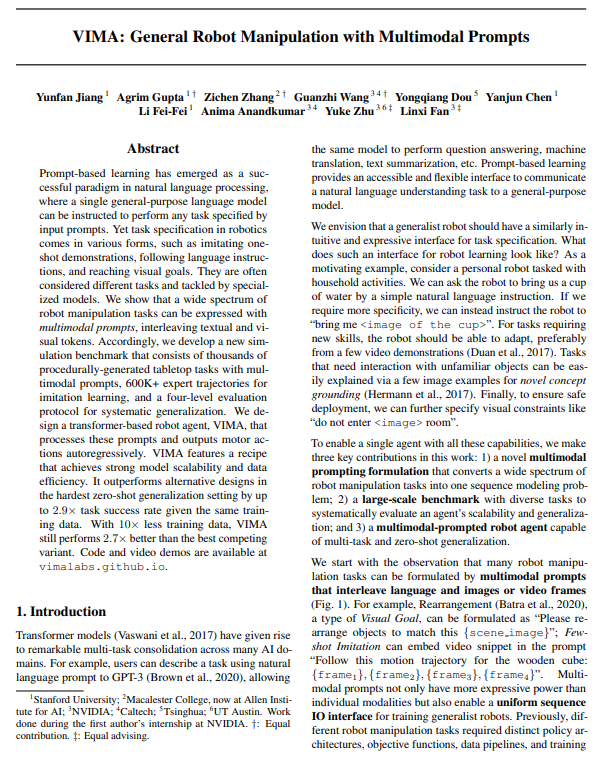 VIMA: General Robot Manipulation with Multimodal Prompts
Yunfan Jiang 1 Agrim Gupta 1 † Zichen Zhang 2 † Guanzhi Wang 3 4 † Yongqiang Dou 5 Yanjun Chen 1
Li Fei-Fei 1 Anima Anandkumar 3 4 Yuke Zhu 3 6 ‡ Linxi Fan 3 ‡
Abstract
Prompt-based learning has emerged as a suc-
cessful paradigm in natural language processing,
where a single general-purpose language model
can be instructed to perform any task specified by
input prompts. Yet task specification in robotics
comes in various forms, such as imitating one-
shot demonstrations, following language instruc-
tions, and reaching visual goals. They are often
considered different tasks and tackled by special-
ized models. We show that a wide spectrum of
robot manipulation tasks can be expressed with
multimodal prompts, interleaving textual and vi-
sual tokens. Accordingly, we develop a new sim-
ulation benchmark that consists of thousands of
procedurally-generated tabletop tasks with mul-
timodal prompts, 600K+ expert trajectories for
imitation learning, and a four-level evaluation
protocol for systematic generalization. We de-
sign a transformer-based robot agent, VIMA, that
processes these prompts and outputs motor ac-
tions autoregressively. VIMA features a recipe
that achieves strong model scalability and data
efficiency. It outperforms alternative designs in
the hardest zero-shot generalization setting by up
to 2.9× task success rate given the same train-
ing data. With 10× less training data, VIMA
still performs 2.7× better than the best competing
variant. Code and video demos are available at
vimalabs.github.io.
1. Introduction
Transformer models (Vaswani et al., 2017) have given rise
to remarkable multi-task consolidation across many AI do-
mains. For example, users can describe a task using natural
language prompt to GPT-3 (Brown et al., 2020), allowing
1Stanford University; 2Macalester College, now at Allen Insti-
tute for AI; 3NVIDIA; 4Caltech; 5Tsinghua; 6UT Austin. Work
done during the first author's internship at NVIDIA. †: Equal
contribution. ‡: Equal advising.
the same model to perform question answering, machine
translation, text summarization, etc. Prompt-based learning
provides an accessible and flexible interface to communicate
a natural language understanding task to a general-purpose
model.
We envision that a generalist robot should have a similarly in-
tuitive and expressive interface for task specification. What
does such an interface for robot learning look like? As a
motivating example, consider a personal robot tasked with
household activities. We can ask the robot to bring us a cup
of water by a simple natural language instruction. If we
require more specificity, we can instead instruct the robot to
“bring me <image of the cup>”. For tasks requiring
new skills, the robot should be able to adapt, preferably
from a few video demonstrations (Duan et al., 2017). Tasks
that need interaction with unfamiliar objects can be eas-
ily explained via a few image examples for novel concept
grounding (Hermann et al., 2017). Finally, to ensure safe
deployment, we can further specify visual constraints like
“do not enter <image> room”.
To enable a single agent with all these capabilities, we make
three key contributions in this work: 1) a novel multimodal
prompting formulation that converts a wide spectrum of
robot manipulation tasks into one sequence modeling prob-
lem; 2) a large-scale benchmark with diverse tasks to
systematically evaluate an agent's scalability and generaliza-
tion; and 3) a multimodal-prompted robot agent capable
of multi-task and zero-shot generalization.
We start with the observation that many robot manipu-
lation tasks can be formulated by multimodal prompts
that interleave language and images or video frames
(Fig. 1). For example, Rearrangement (Batra et al., 2020),
a type of Visual Goal, can be formulated as “Please re-
arrange objects to match this {scene_image}”; Few-
shot Imitation can embed video snippet in the prompt
“Follow this motion trajectory for the wooden cube:
{frame1}, {frame2}, {frame3}, {frame4}”. Multi-
modal prompts not only have more expressive power than
individual modalities but also enable a uniform sequence
IO interface for training generalist robots. Previously, dif-
ferent robot manipulation tasks required distinct policy ar-
chitectures, objective functions, data pipelines, and training